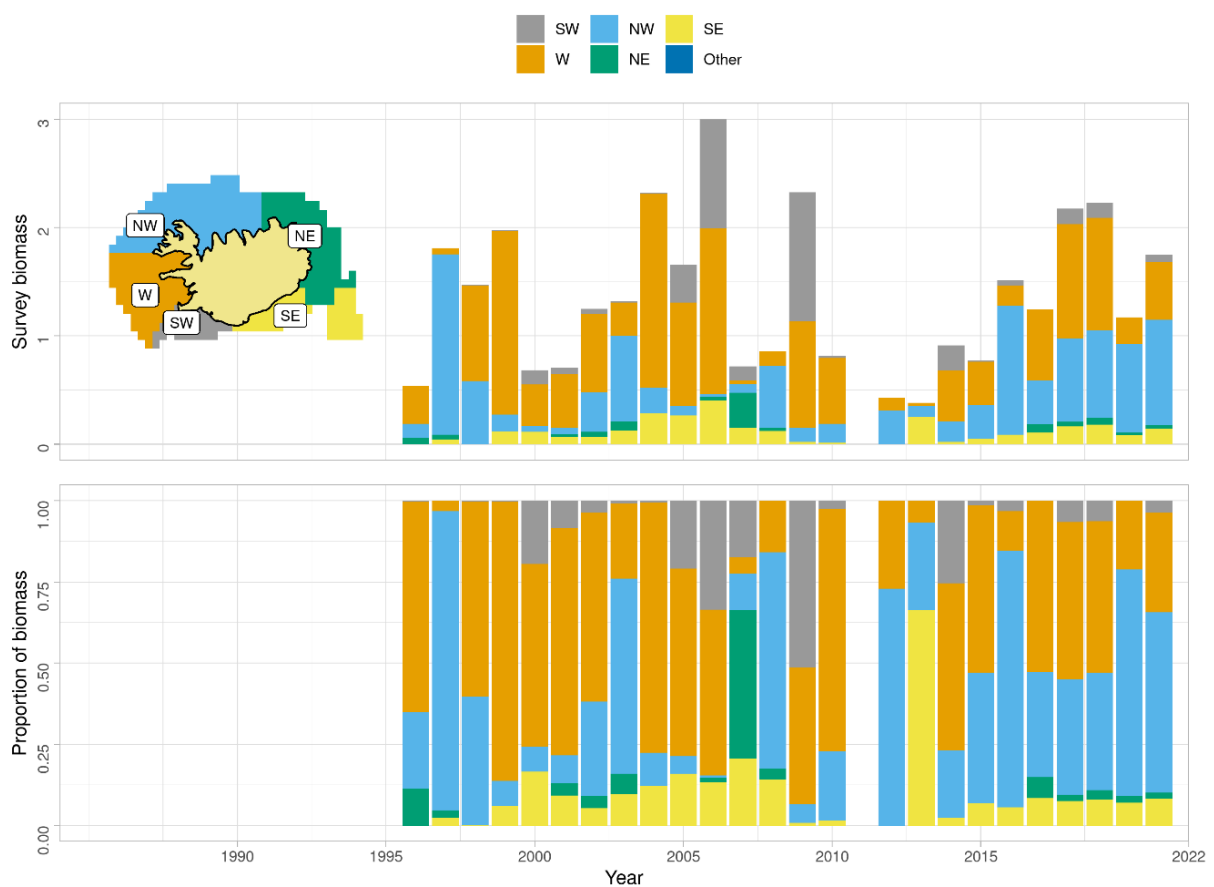 SW NW SE
W NE Other
Survey biomass
3
2
1
0
NW
NE
W
SW
SE
Proportion of biomass
1.00
0.75
0.50
0.25
0.00
1990 1995 2000 2005 2010 2015 2022
Year